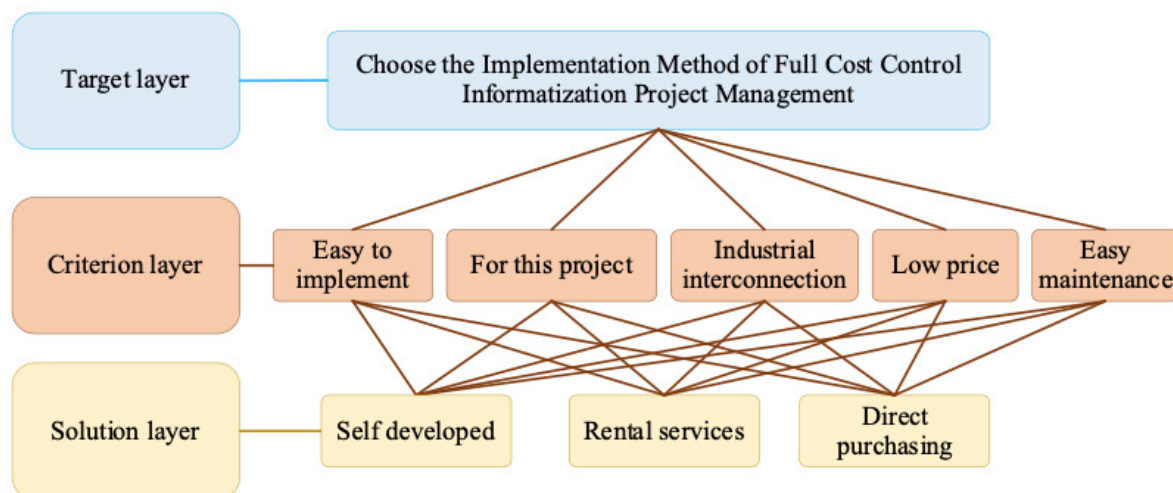 Target layer
Choose the Implementation Method of Full Cost Control
Informatization Project Management
Criterion layer
Easy to
implement
For this project
Industrial
interconnection
Low price
Easy
maintenance
Solution layer
Self developed
Rental services
Direct
purchasing